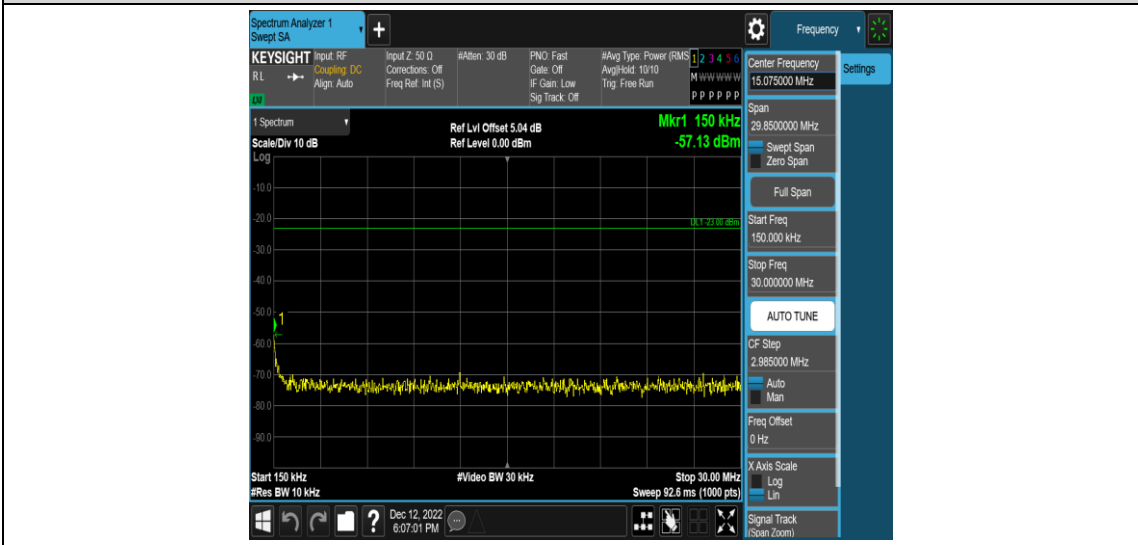 Spectrum Analyzer 1
Swept SA
+
Frequency
KEYSIGHT
RL
LXI
Input: RF
Coupling: DC
Align: Auto
Input Z: 50 Ω
Corrections: Off
Freq Ref: Int (S)
#Atten: 30 dB
PNO: Fast
Gate: Off
IF Gain: Low
Sig Track: Off
#Avg Type: Power (RMS
Avg|Hold: 10/10
Trig: Free Run
1 2 3 4 5 6
M W W W W W
P P P P P P
1 Spectrum
Scale/Div 10 dB
Log
Ref Lvl Offset 5.04 dB
Ref Level 0.00 dBm
Mkr1 150 kHz
-57.13 dBm
-10.0
-20.0
DL1 -23.00 dBm
-30.0
-40.0
-50.0
1
-60.0
-70.0
-80.0
-90.0
Start 150 kHz
#Video BW 30 kHz
Stop 30.00 MHz
#Res BW 10 kHz
Sweep 92.6 ms (1000 pts)
?
Dec 12, 2022
6:07:01 PM
Center Frequency
15.075000 MHz
Settings
Span
29.8500000 MHz
Swept Span
Zero Span
Full Span
Start Freq
150.000 kHz
Stop Freq
30.000000 MHz
AUTO TUNE
CF Step
2.985000 MHz
Auto
Man
Freq Offset
0 Hz
X Axis Scale
Log
Lin
Signal Track
(Span Zoom)